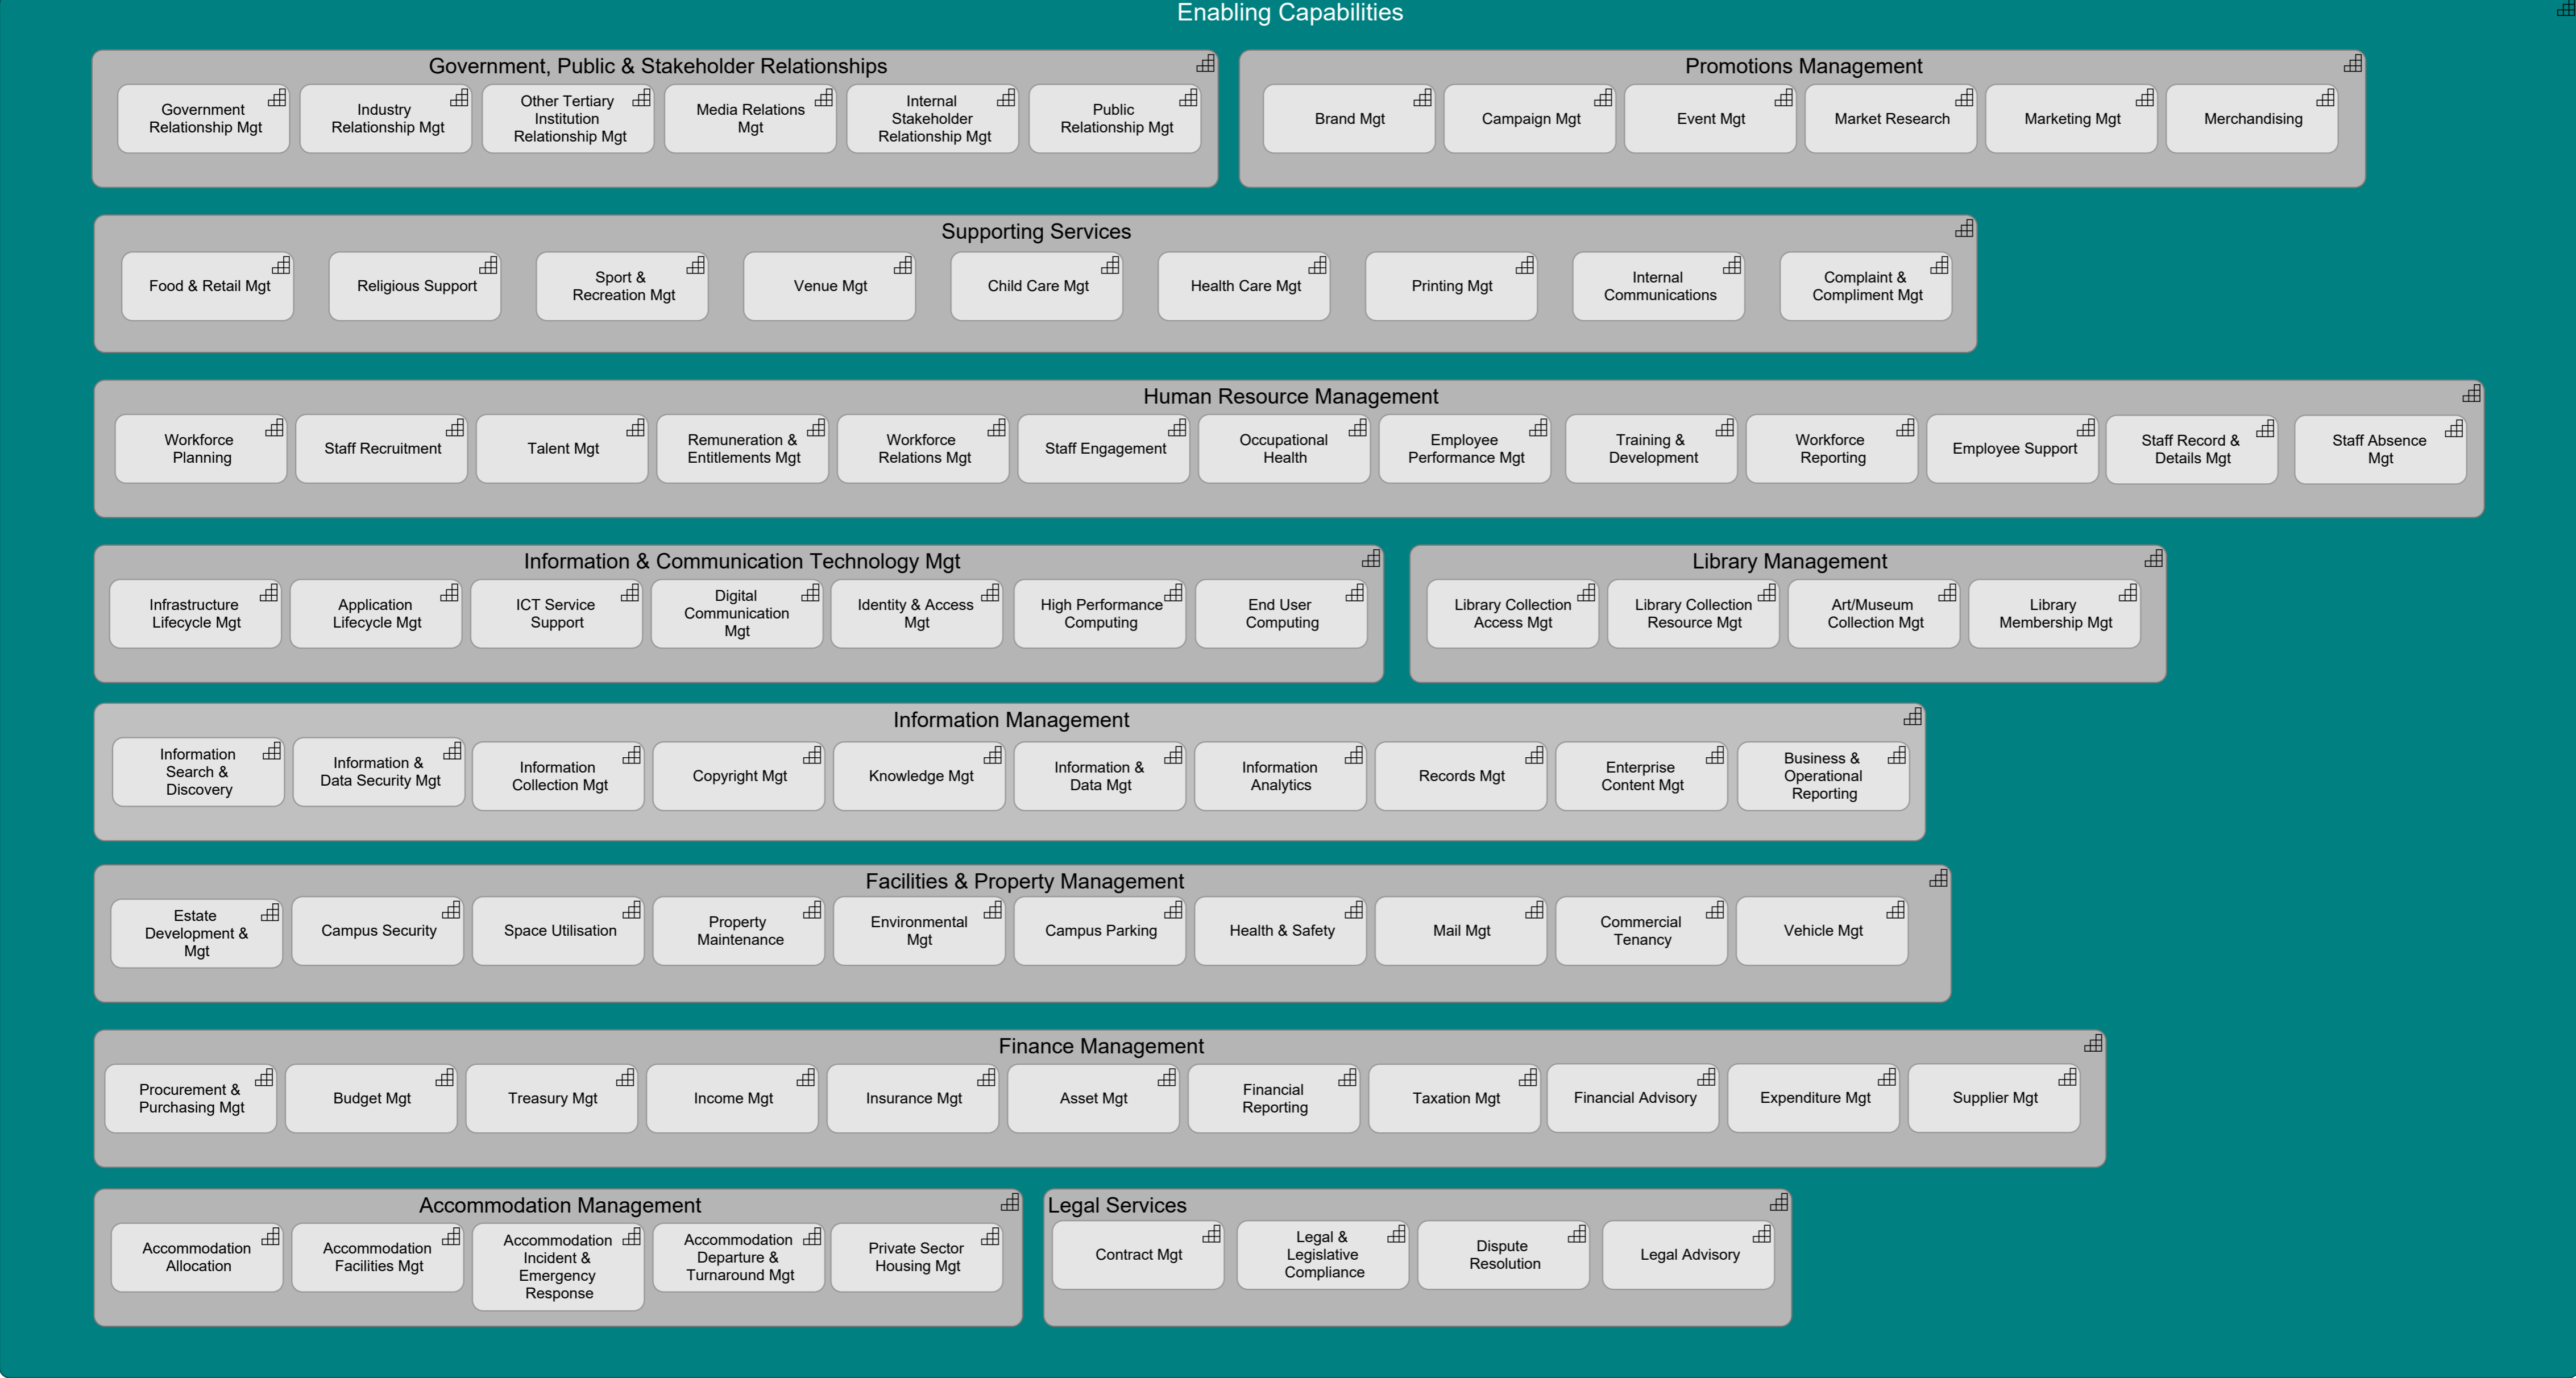 Enabling Capabilities
Government, Public & Stakeholder Relationships
Government
Relationship Mgt
Industry
Relationship Mgt
Other Tertiary
Institution
Relationship Mgt
Media Relations
Mgt
Internal
Stakeholder
Relationship Mgt
Public
Relationship Mgt
Promotions Management
Brand Mgt
Campaign Mgt
Event Mgt
Market Research
Marketing Mgt
Merchandising
Supporting Services
Food & Retail Mgt
Religious Support
Sport &
Recreation Mgt
Venue Mgt
Child Care Mgt
Health Care Mgt
Printing Mgt
Internal
Communications
Complaint &
Compliment Mgt
Human Resource Management
Workforce
Planning
Staff Recruitment
Talent Mgt
Remuneration &
Entitlements Mgt
Workforce
Relations Mgt
Staff Engagement
Occupational
Health
Employee
Performance Mgt
Training &
Development
Workforce
Reporting
Employee Support
Staff Record &
Details Mgt
Staff Absence
Mgt
Information & Communication Technology Mgt
Infrastructure
Lifecycle Mgt
Application
Lifecycle Mgt
ICT Service
Support
Digital
Communication
Mgt
Identity & Access
Mgt
High Performance
Computing
End User
Computing
Library Management
Library Collection
Access Mgt
Library Collection
Resource Mgt
Art/Museum
Collection Mgt
Library
Membership Mgt
Information Management
Information
Search &
Discovery
Information &
Data Security Mgt
Information
Collection Mgt
Copyright Mgt
Knowledge Mgt
Information &
Data Mgt
Information
Analytics
Records Mgt
Enterprise
Content Mgt
Business &
Operational
Reporting
Facilities & Property Management
Estate
Development &
Mgt
Campus Security
Space Utilisation
Property
Maintenance
Environmental
Mgt
Campus Parking
Health & Safety
Mail Mgt
Commercial
Tenancy
Vehicle Mgt
Finance Management
Procurement &
Purchasing Mgt
Budget Mgt
Treasury Mgt
Income Mgt
Insurance Mgt
Asset Mgt
Financial
Reporting
Taxation Mgt
Financial Advisory
Expenditure Mgt
Supplier Mgt
Accommodation Management
Accommodation
Allocation
Accommodation
Facilities Mgt
Accommodation
Incident &
Emergency
Response
Accommodation
Departure &
Turnaround Mgt
Private Sector
Housing Mgt
Legal Services
Contract Mgt
Legal &
Legislative
Compliance
Dispute
Resolution
Legal Advisory